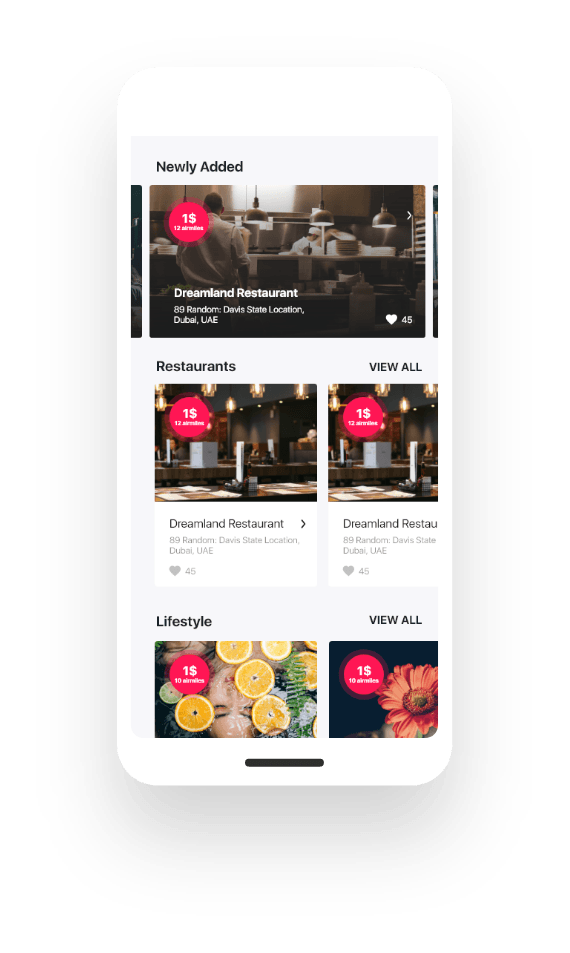 Newly Added
1$
12 airmiles
Dreamland Restaurant
89 Random: Davis State Location,
Dubai, UAE
45
Restaurants
VIEW ALL
1$
12 airmiles
1$
12 airmiles
Dreamland Restaurant
89 Random: Davis State Location,
Dubai, UAE
45
Dreamland Restau
89 Random: Davis State
Dubai, UAE
45
Lifestyle
VIEW ALL
1$
10 airmiles
1$
10 airmiles